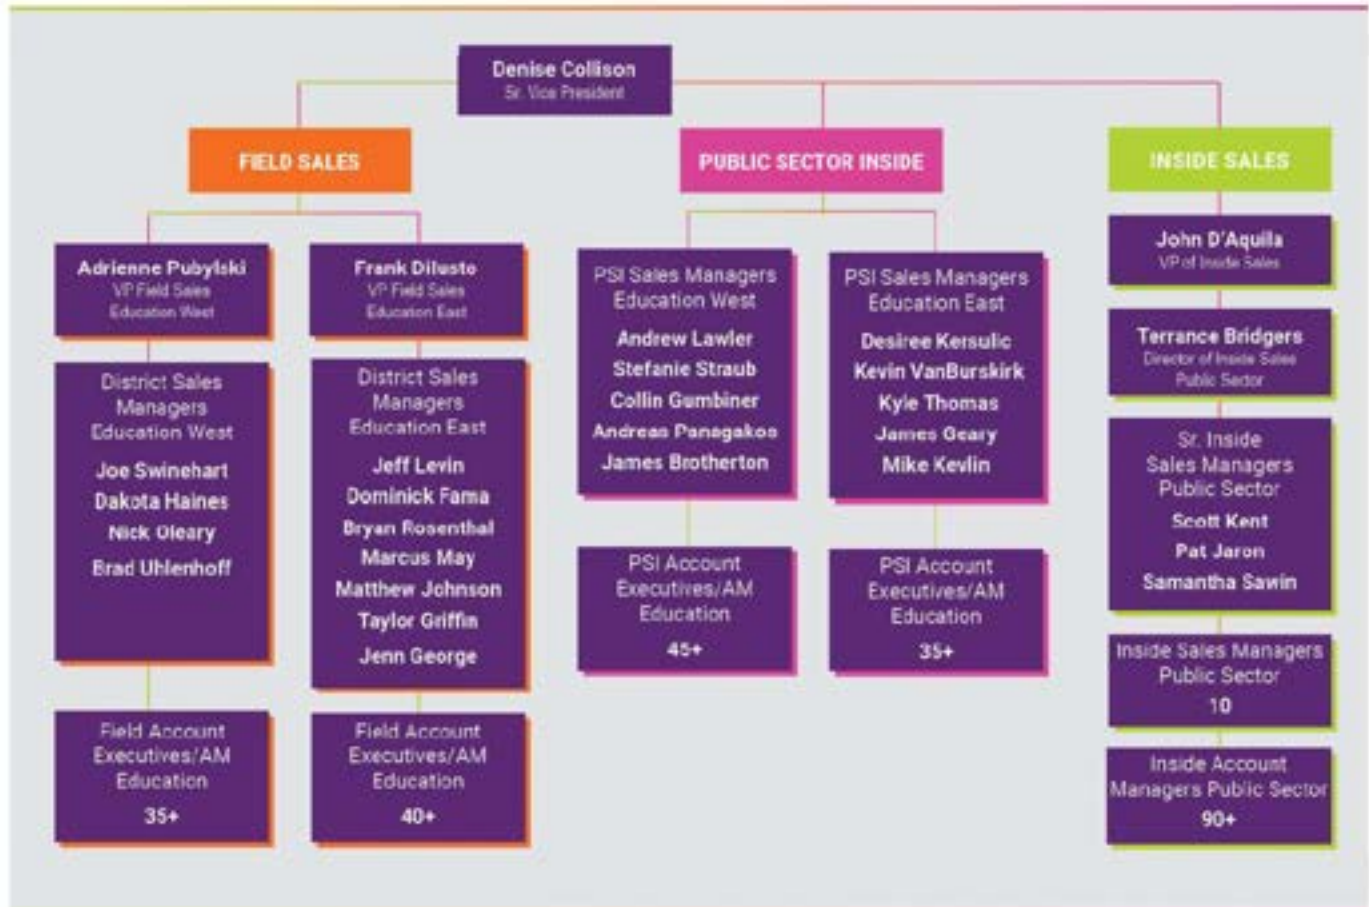 Denise Collison
Sr. Vice President
FIELD SALES
Adrienne Pubylski
VP Field Sales
Education West
District Sales
Managers
Education West
Joe Swinehart
Dakota Haines
Nick Oleary
Brad Uhlenhoff
Field Account
Executives/AM
Education
35+
Frank DiIusto
VP Field Sales
Education East
District Sales
Managers
Education East
Jeff Levin
Dominick Fama
Bryan Rosenthal
Marcus May
Matthew Johnson
Taylor Griffin
Jenn George
Field Account
Executives/AM
Education
40+
PUBLIC SECTOR INSIDE
PSI Sales Managers
Education West
Andrew Lawler
Stefanie Straub
Collin Gumbiner
Andreas Panagakos
James Brotherton
PSI Account
Executives/AM
Education
45+
PSI Sales Managers
Education East
Desiree Kersulic
Kevin VanBurskirk
Kyle Thomas
James Geary
Mike Kevlin
PSI Account
Executives/AM
Education
35+
INSIDE SALES
John D'Aquila
VP of Inside Sales
Terrance Bridgers
Director of Inside Sales
Public Sector
Sr. Inside
Sales Managers
Public Sector
Scott Kent
Pat Jaron
Samantha Sawin
Inside Sales Managers
Public Sector
10
Inside Account
Managers Public Sector
90+